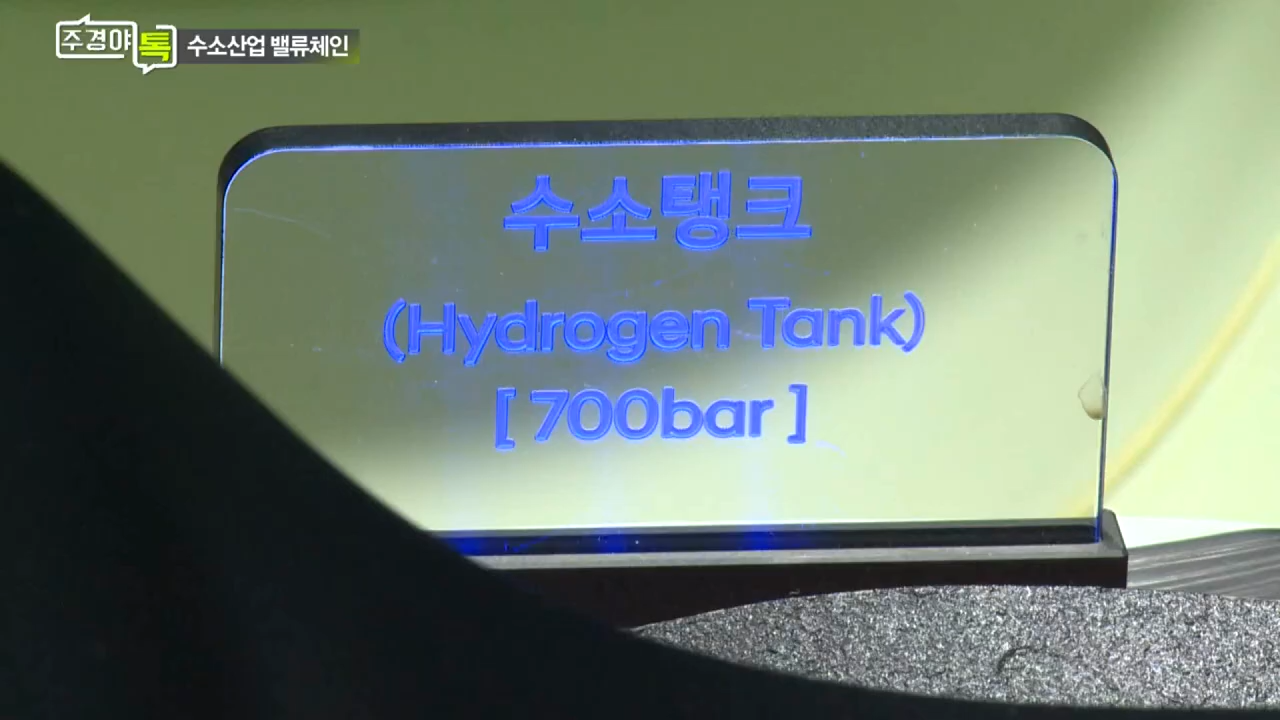 주경야톡 수소산업 밸류체인
수소탱크
(Hydrogen Tank)
[ 700bar ]